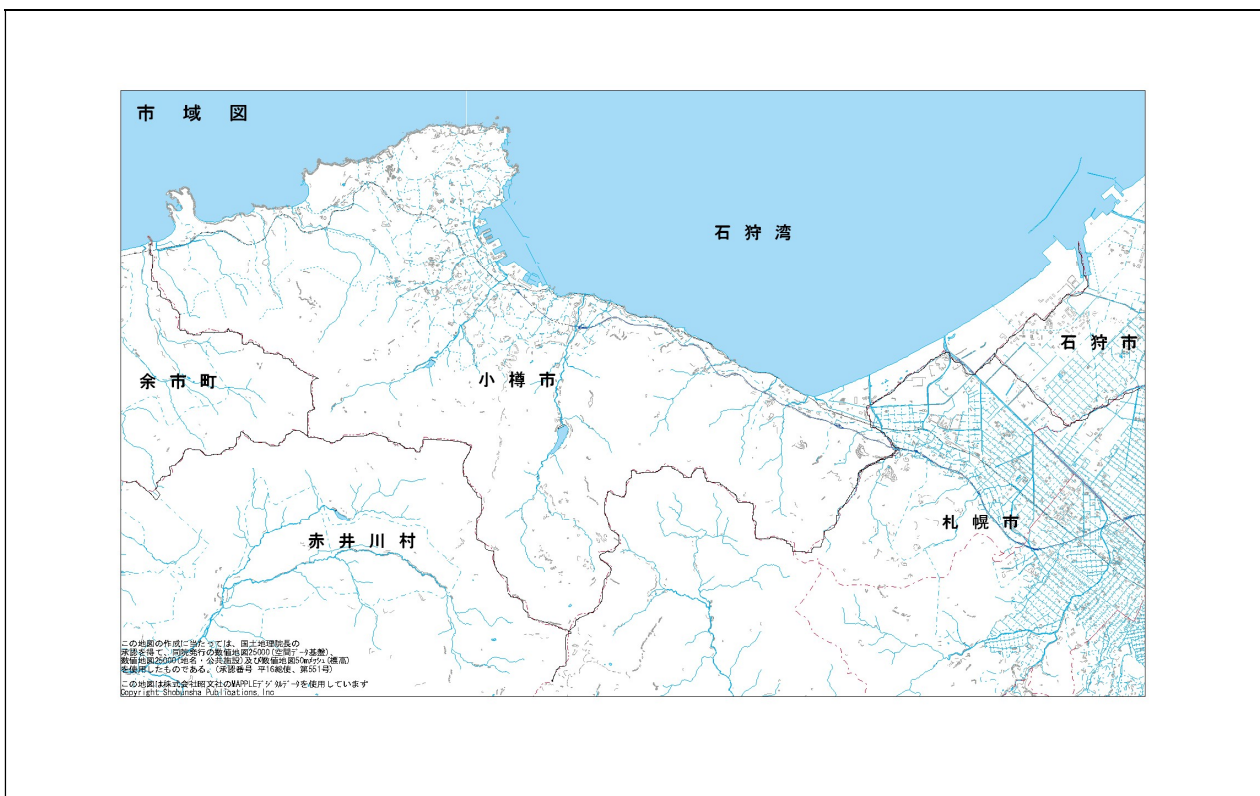 市域図
石狩湾
石狩市
余市町
小樽市
札幌市
赤井川村
この地図の作成に当たっては、国土地理院長の
承認を得て、同院発行の数値地図25000(空間データ基盤)、
数値地図25000(地名・公共施設)及び数値地図50mメッシュ(標高)
を使用したものである。(承認番号 平16総使、第551号)
この地図は株式会社昭文社のMAPPLEデジタルデータを使用しています
Copyright Shobunsha Publications, Inc